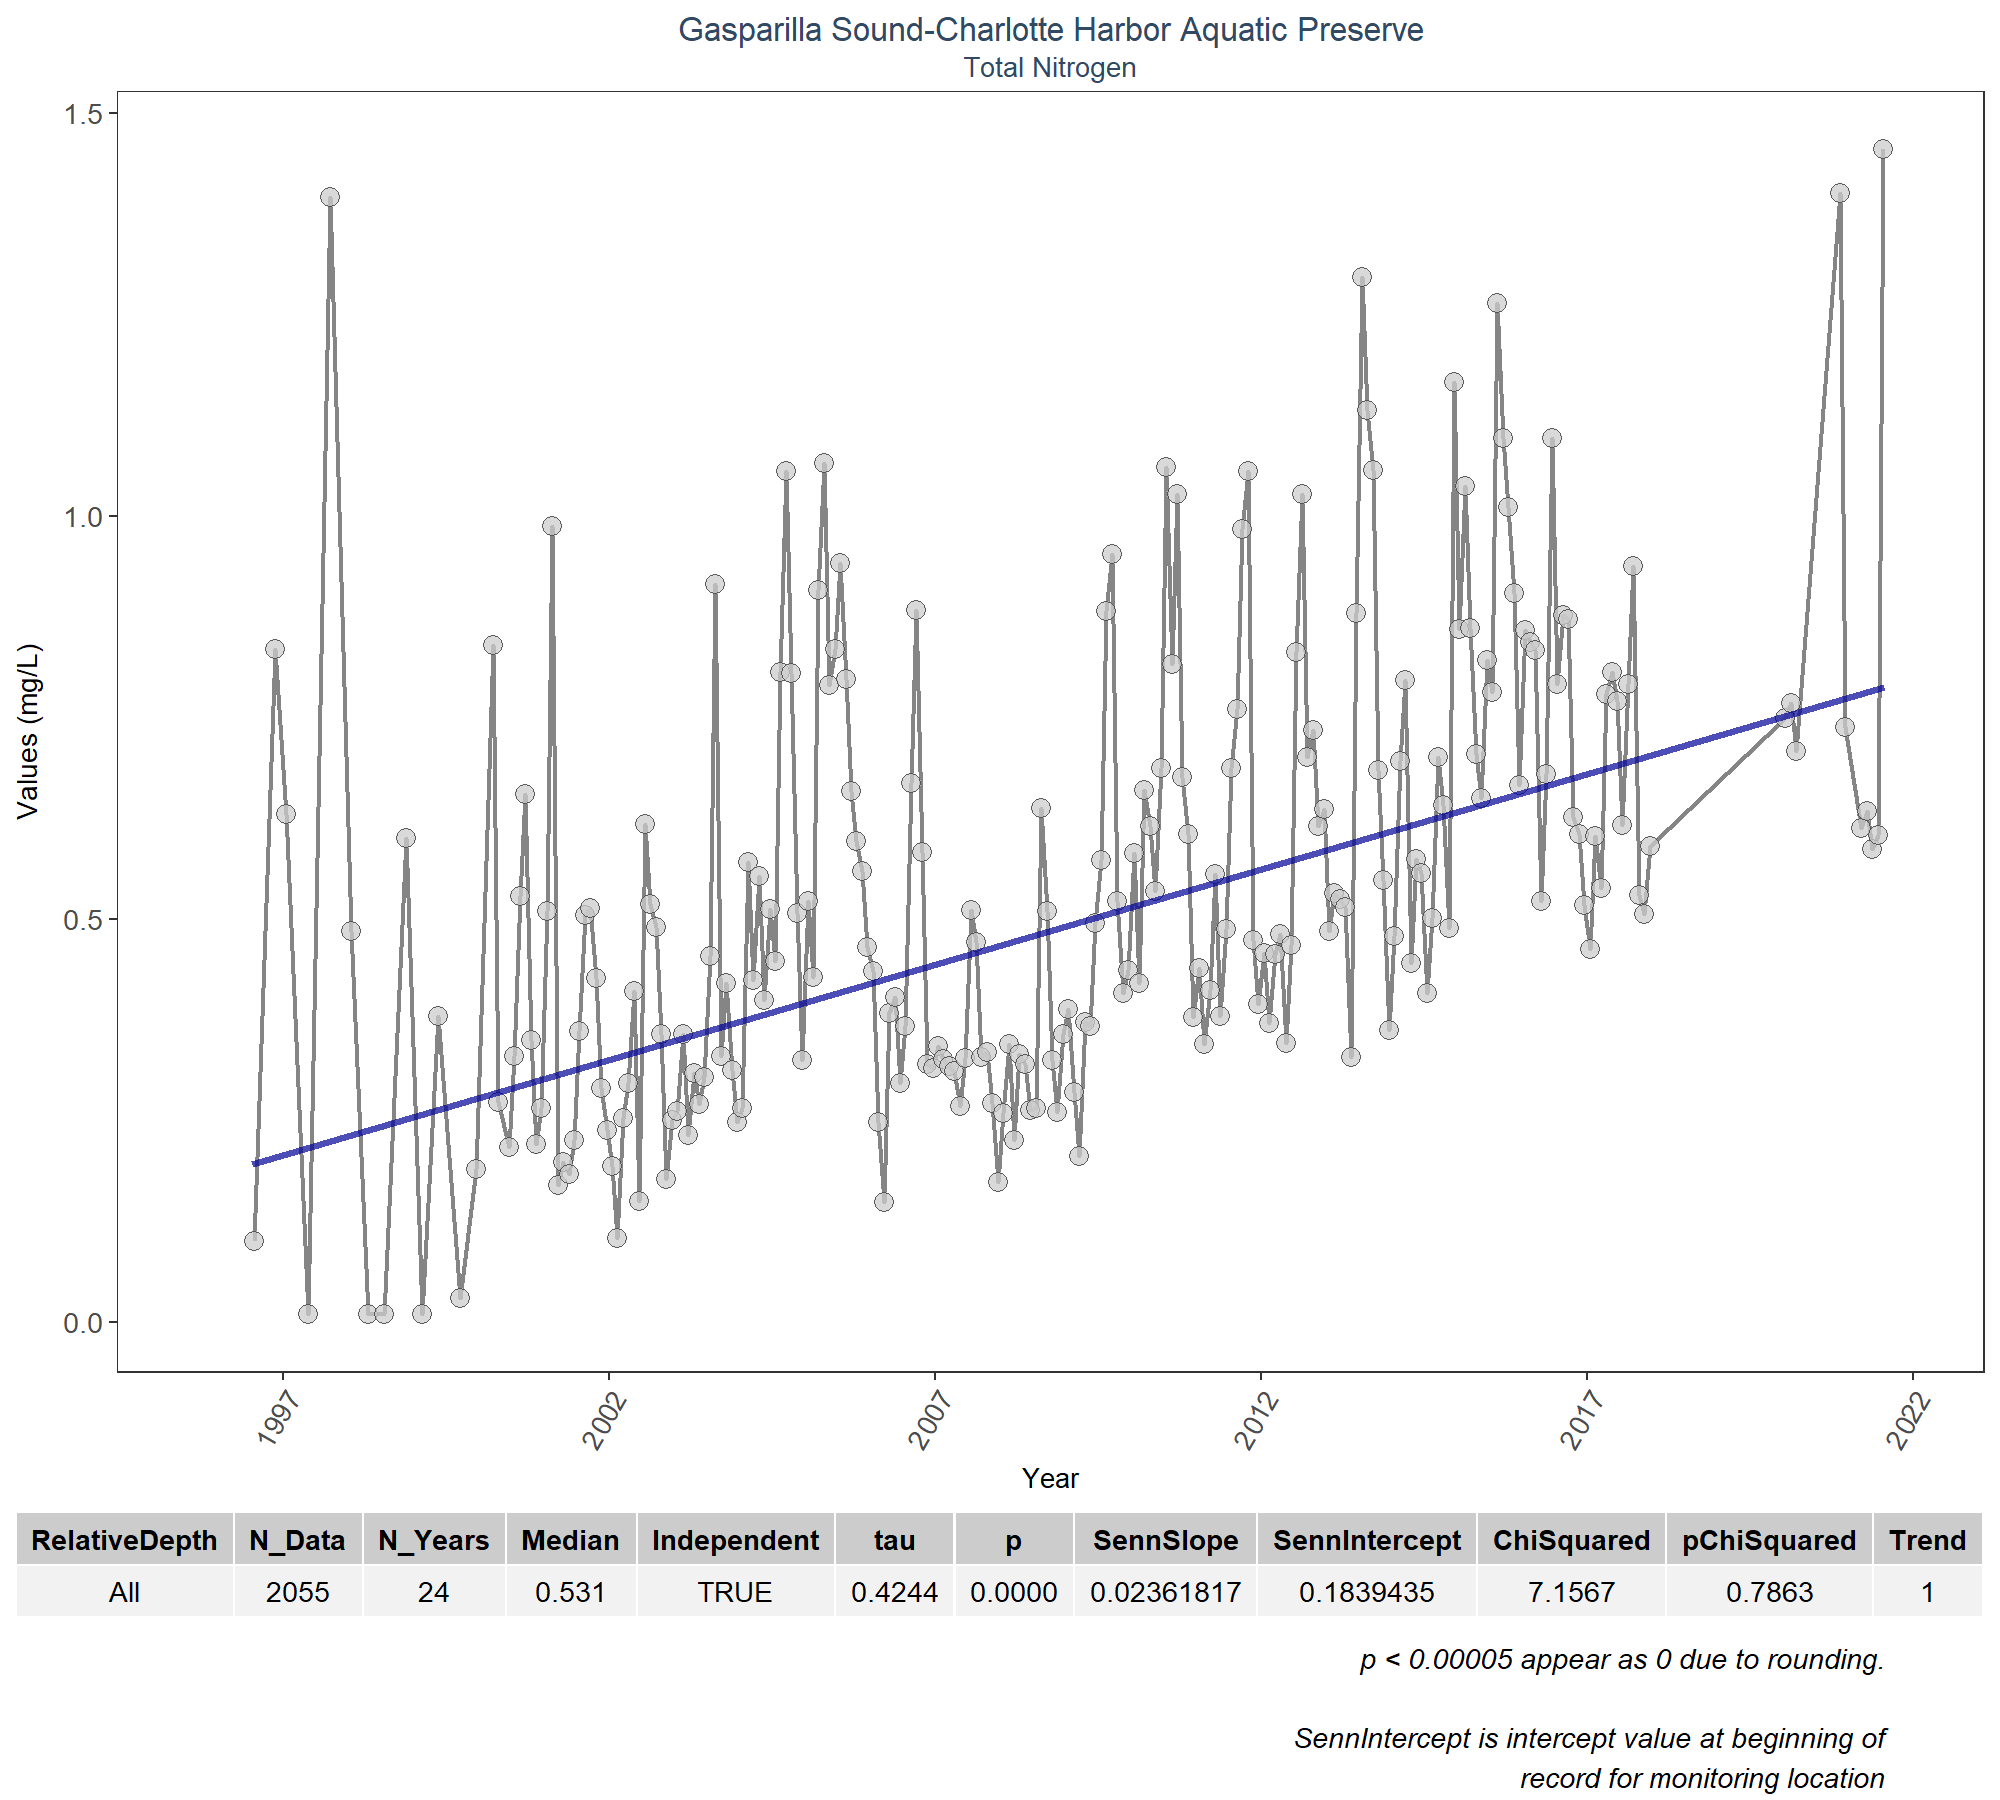 Gasparilla Sound-Charlotte Harbor Aquatic Preserve
Total Nitrogen
Values (mg/L)
1.5
1.0
0.5
0.0
1997 2002 2007 2012 2017 2022
Year
RelativeDepth N_Data N_Years Median Independent tau p SennSlope SennIntercept ChiSquared pChiSquared Trend
All 2055 24 0.531 TRUE 0.4244 0.0000 0.02361817 0.1839435 7.1567 0.7863 1
p < 0.00005 appear as 0 due to rounding.
SennIntercept is intercept value at beginning of
record for monitoring location